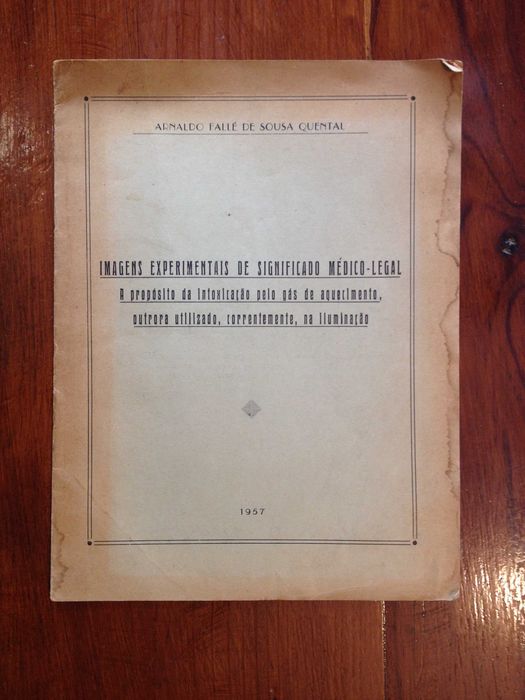 ARNALDO FALLÉ DE SOUSA QUENTAL
IMAGENS EXPERIMENTAIS DE SIGNIFICADO MÉDICO-LEGAL
A propósito da intoxicação pelo gás de aquecimento,
outrora utilizado, correntemente, na iluminação
1957